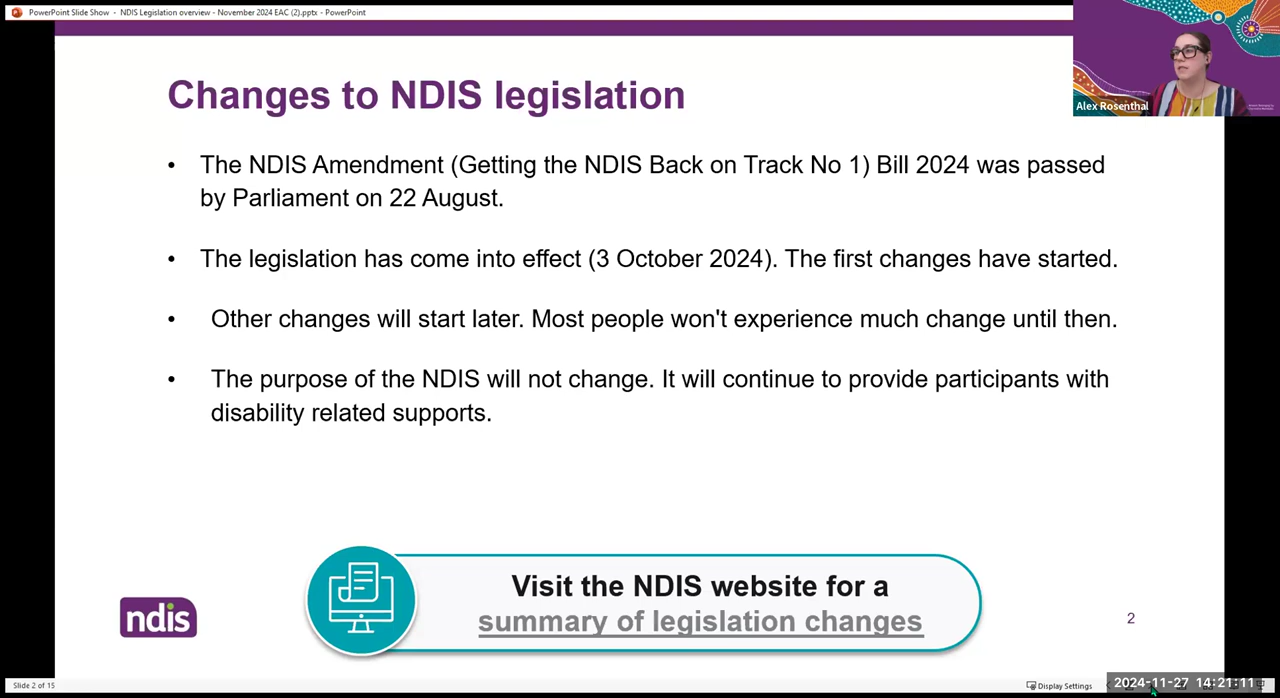 PowerPoint Slide Show - NDIS Legislation overview - November 2024 EAC (2).pptx - PowerPoint
Alex Rosenthal
Changes to NDIS legislation
• The NDIS Amendment (Getting the NDIS Back on Track No 1) Bill 2024 was passed
by Parliament on 22 August.
• The legislation has come into effect (3 October 2024). The first changes have started.
• Other changes will start later. Most people won't experience much change until then.
• The purpose of the NDIS will not change. It will continue to provide participants with
disability related supports.
Visit the NDIS website for a
summary of legislation changes
ndis
2
Slide 2 of 15
Display Settings
2024-11-27 14:21:11